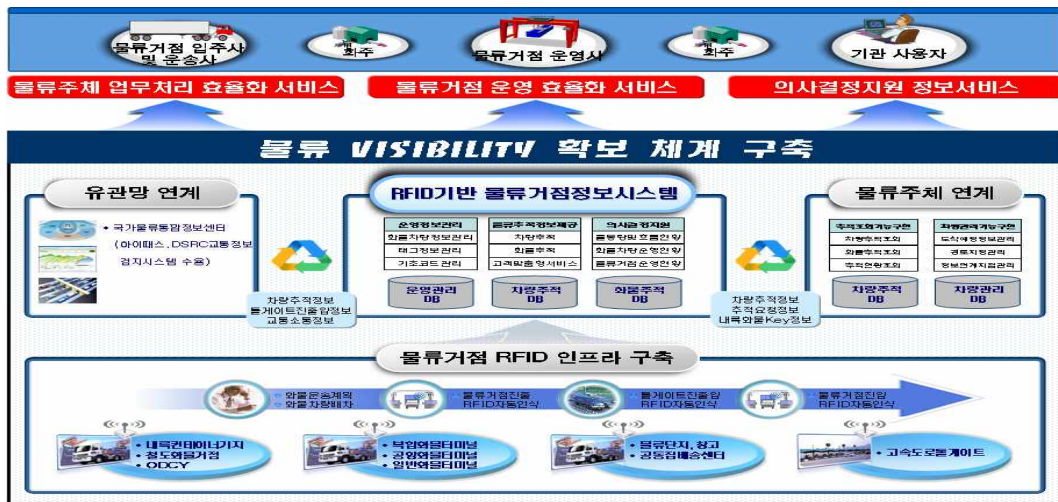 물류거점 입주사
및 운송사
화주
물류거점 운영사
화주
기관 사용자
물류주체 업무처리 효율화 서비스
물류거점 운영 효율화 서비스
의사결정지원 정보서비스
물류 VISIBILITY 확보 체계 구축
유관망 연계
• 국가물류통합정보센터
(하이패스, DSRC교통정보
검지시스템 수용)
RFID기반 물류거점정보시스템
운영정보관리
화물차량정보관리
태그정보관리
기초코드관리
물류추적정보제공
차량추적
물류추적
고객맞춤형서비스
의사결정지원
물동량흐름현황
화물차량운영현황
물류거점운영현황
운영관리
DB
차량추적
DB
화물추적
DB
물류주체 연계
추적조회기능구현
차량추적조회
화물추적조회
추적현황조회
차량관리기능구현
도착예정정보관리
경로지정관리
정보연계지점관리
차량추적
DB
차량관리
DB
차량추적정보
톨게이트진출입정보
교통소통정보
차량추적정보
추적요청정보
내륙화물Key정보
물류거점 RFID 인프라 구축
화물운송계획
화물차량배차
물류거점진출
RFID자동인식
톨게이트진출입
RFID자동인식
물류거점진입
RFID자동인식
• 내륙컨테이너기지
• 철도화물거점
• ODCY
• 복합화물터미널
• 공항화물터미널
• 일반화물터미널
• 물류단지, 창고
• 공동집배송센터
• 고속도로톨게이트